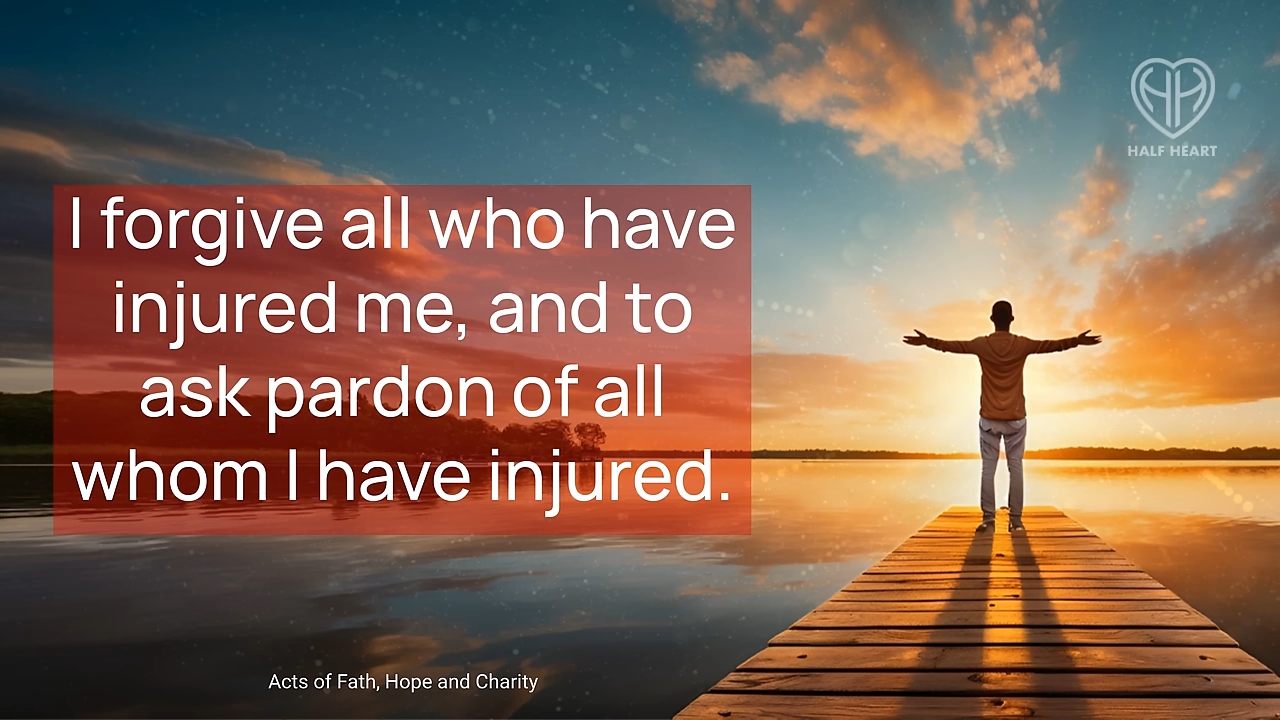 HALF HEART
I forgive all who have
injured me, and to
ask pardon of all
whom I have injured.
Acts of Fath, Hope and Charity